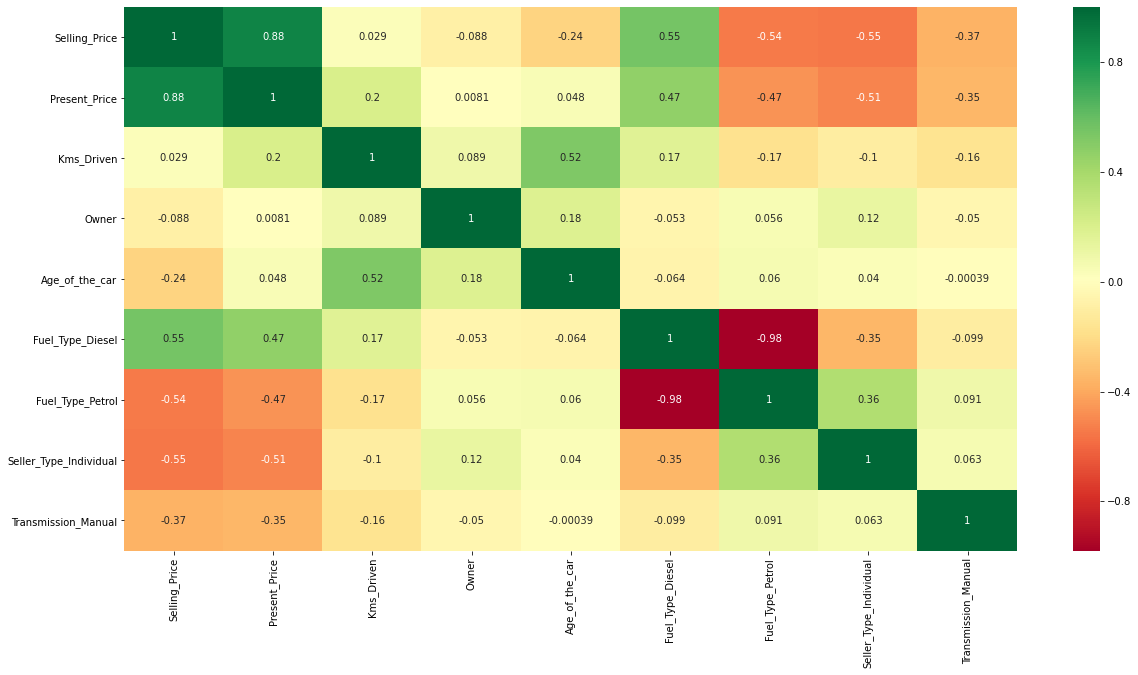 Selling_Price 1 0.88 0.029 -0.088 -0.24 0.55 -0.54 -0.55 -0.37
Present_Price 0.88 1 0.2 0.0081 0.048 0.47 -0.47 -0.51 -0.35
Kms_Driven 0.029 0.2 1 0.089 0.52 0.17 -0.17 -0.1 -0.16
Owner -0.088 0.0081 0.089 1 0.18 -0.053 0.056 0.12 -0.05
Age_of_the_car -0.24 0.048 0.52 0.18 1 -0.064 0.06 0.04 -0.00039
Fuel_Type_Diesel 0.55 0.47 0.17 -0.053 -0.064 1 -0.98 -0.35 -0.099
Fuel_Type_Petrol -0.54 -0.47 -0.17 0.056 0.06 -0.98 1 0.36 0.091
Seller_Type_Individual -0.55 -0.51 -0.1 0.12 0.04 -0.35 0.36 1 0.063
Transmission_Manual -0.37 -0.35 -0.16 -0.05 -0.00039 -0.099 0.091 0.063 1
Selling_Price
Present_Price
Kms_Driven
Owner
Age_of_the_car
Fuel_Type_Diesel
Fuel_Type_Petrol
Seller_Type_Individual
Transmission_Manual
0.8
0.4
0.0
-0.4
-0.8